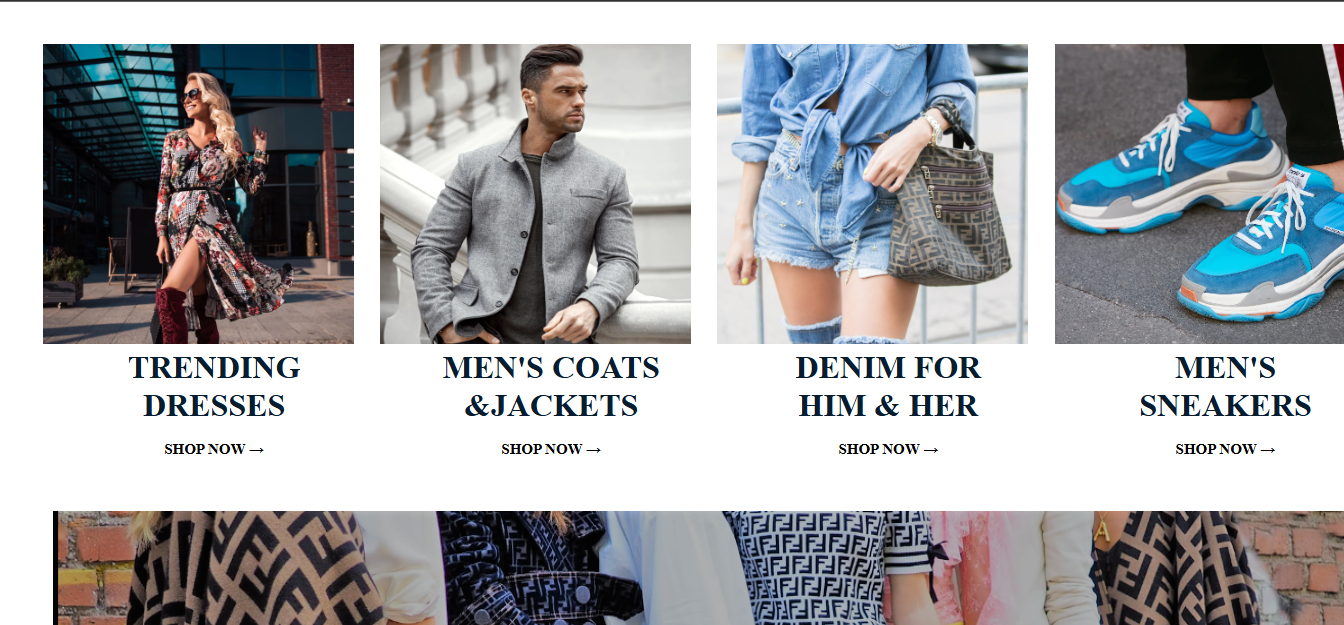 TRENDING
DRESSES
SHOP NOW →
MEN'S COATS
&JACKETS
SHOP NOW →
DENIM FOR
HIM & HER
SHOP NOW →
MEN'S
SNEAKERS
SHOP NOW →